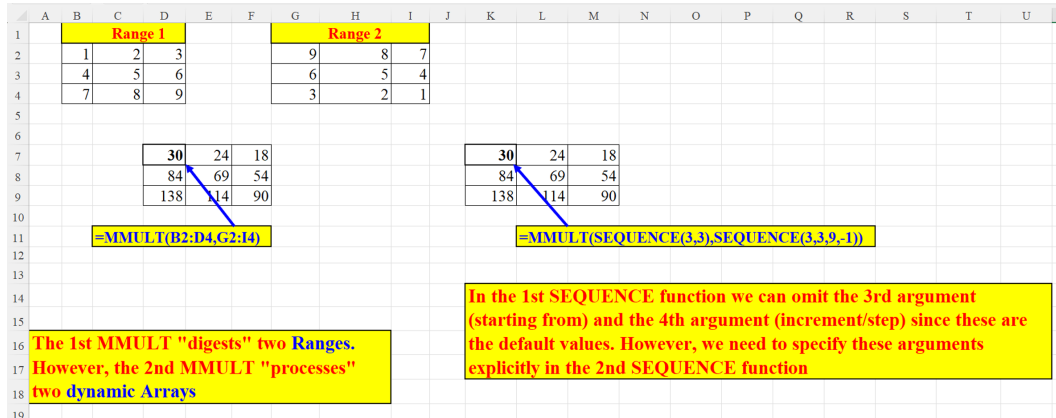 A B C D E F G H I J K L M N O P Q R S T U
1 Range 1 Range 2
2 1 2 3 9 8 7
3 4 5 6 6 5 4
4 7 8 9 3 2 1
5
6
7 30 24 18 30 24 18
8 84 69 54 84 69 54
9 138 114 90 138 114 90
10
11 =MMULT(B2:D4,G2:I4) =MMULT(SEQUENCE(3,3),SEQUENCE(3,3,9,-1))
12
13
14 In the 1st SEQUENCE function we can omit the 3rd argument
15 (starting from) and the 4th argument (increment/step) since these are
16 The 1st MMULT "digests" two Ranges. the default values. However, we need to specify these arguments
17 However, the 2nd MMULT "processes" explicitly in the 2nd SEQUENCE function
18 two dynamic Arrays
19